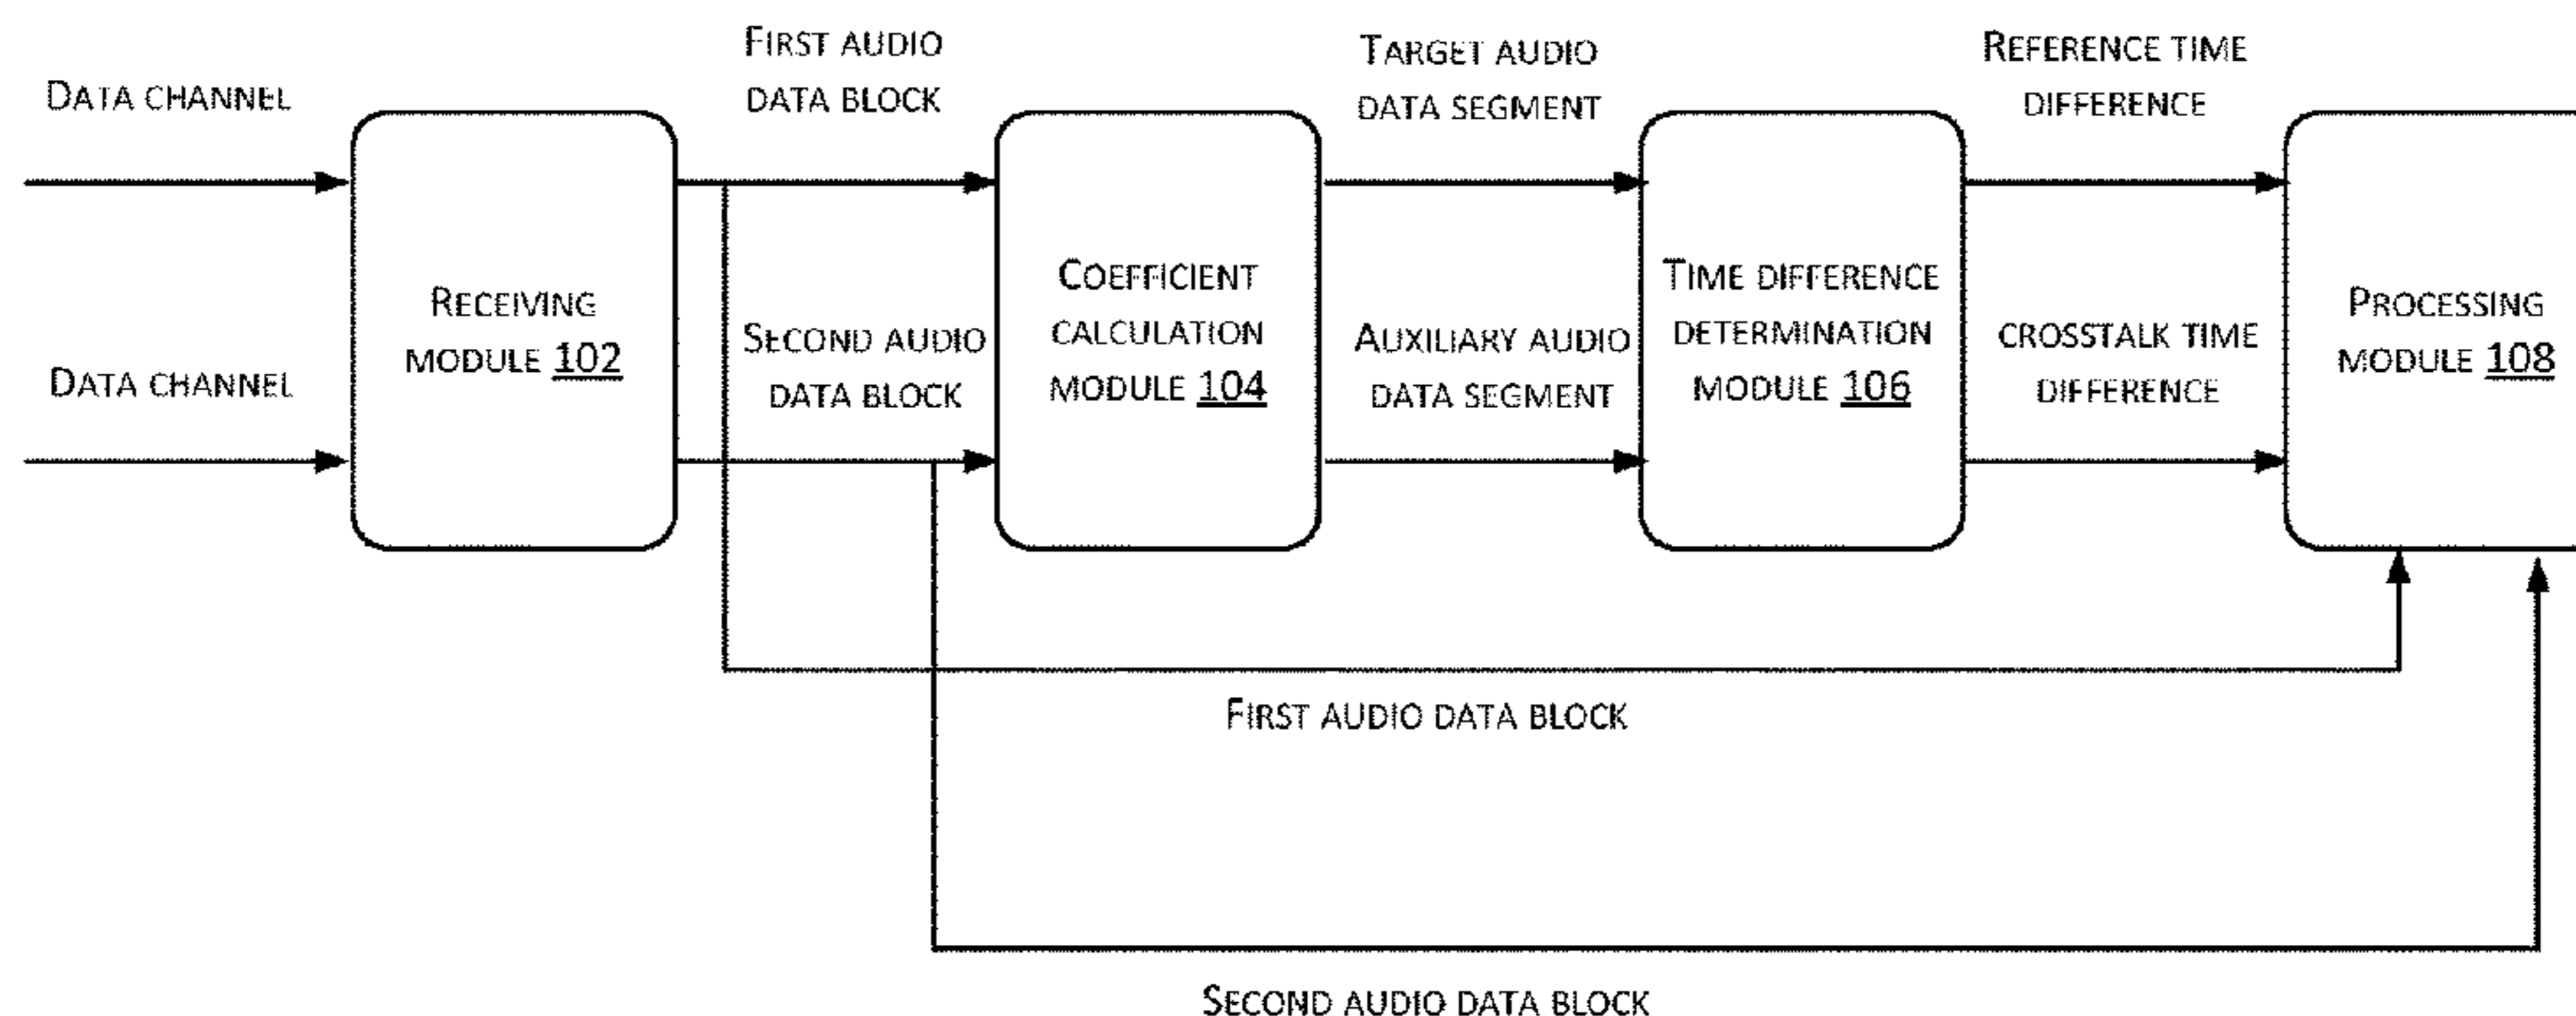 DATA CHANNEL
DATA CHANNEL
RECEIVING
MODULE 102
FIRST AUDIO
DATA BLOCK
SECOND AUDIO
DATA BLOCK
COEFFICIENT
CALCULATION
MODULE 104
TARGET AUDIO
DATA SEGMENT
AUXILIARY AUDIO
DATA SEGMENT
TIME DIFFERENCE
DETERMINATION
MODULE 106
REFERENCE TIME
DIFFERENCE
CROSSTALK TIME
DIFFERENCE
PROCESSING
MODULE 108
FIRST AUDIO DATA BLOCK
SECOND AUDIO DATA BLOCK